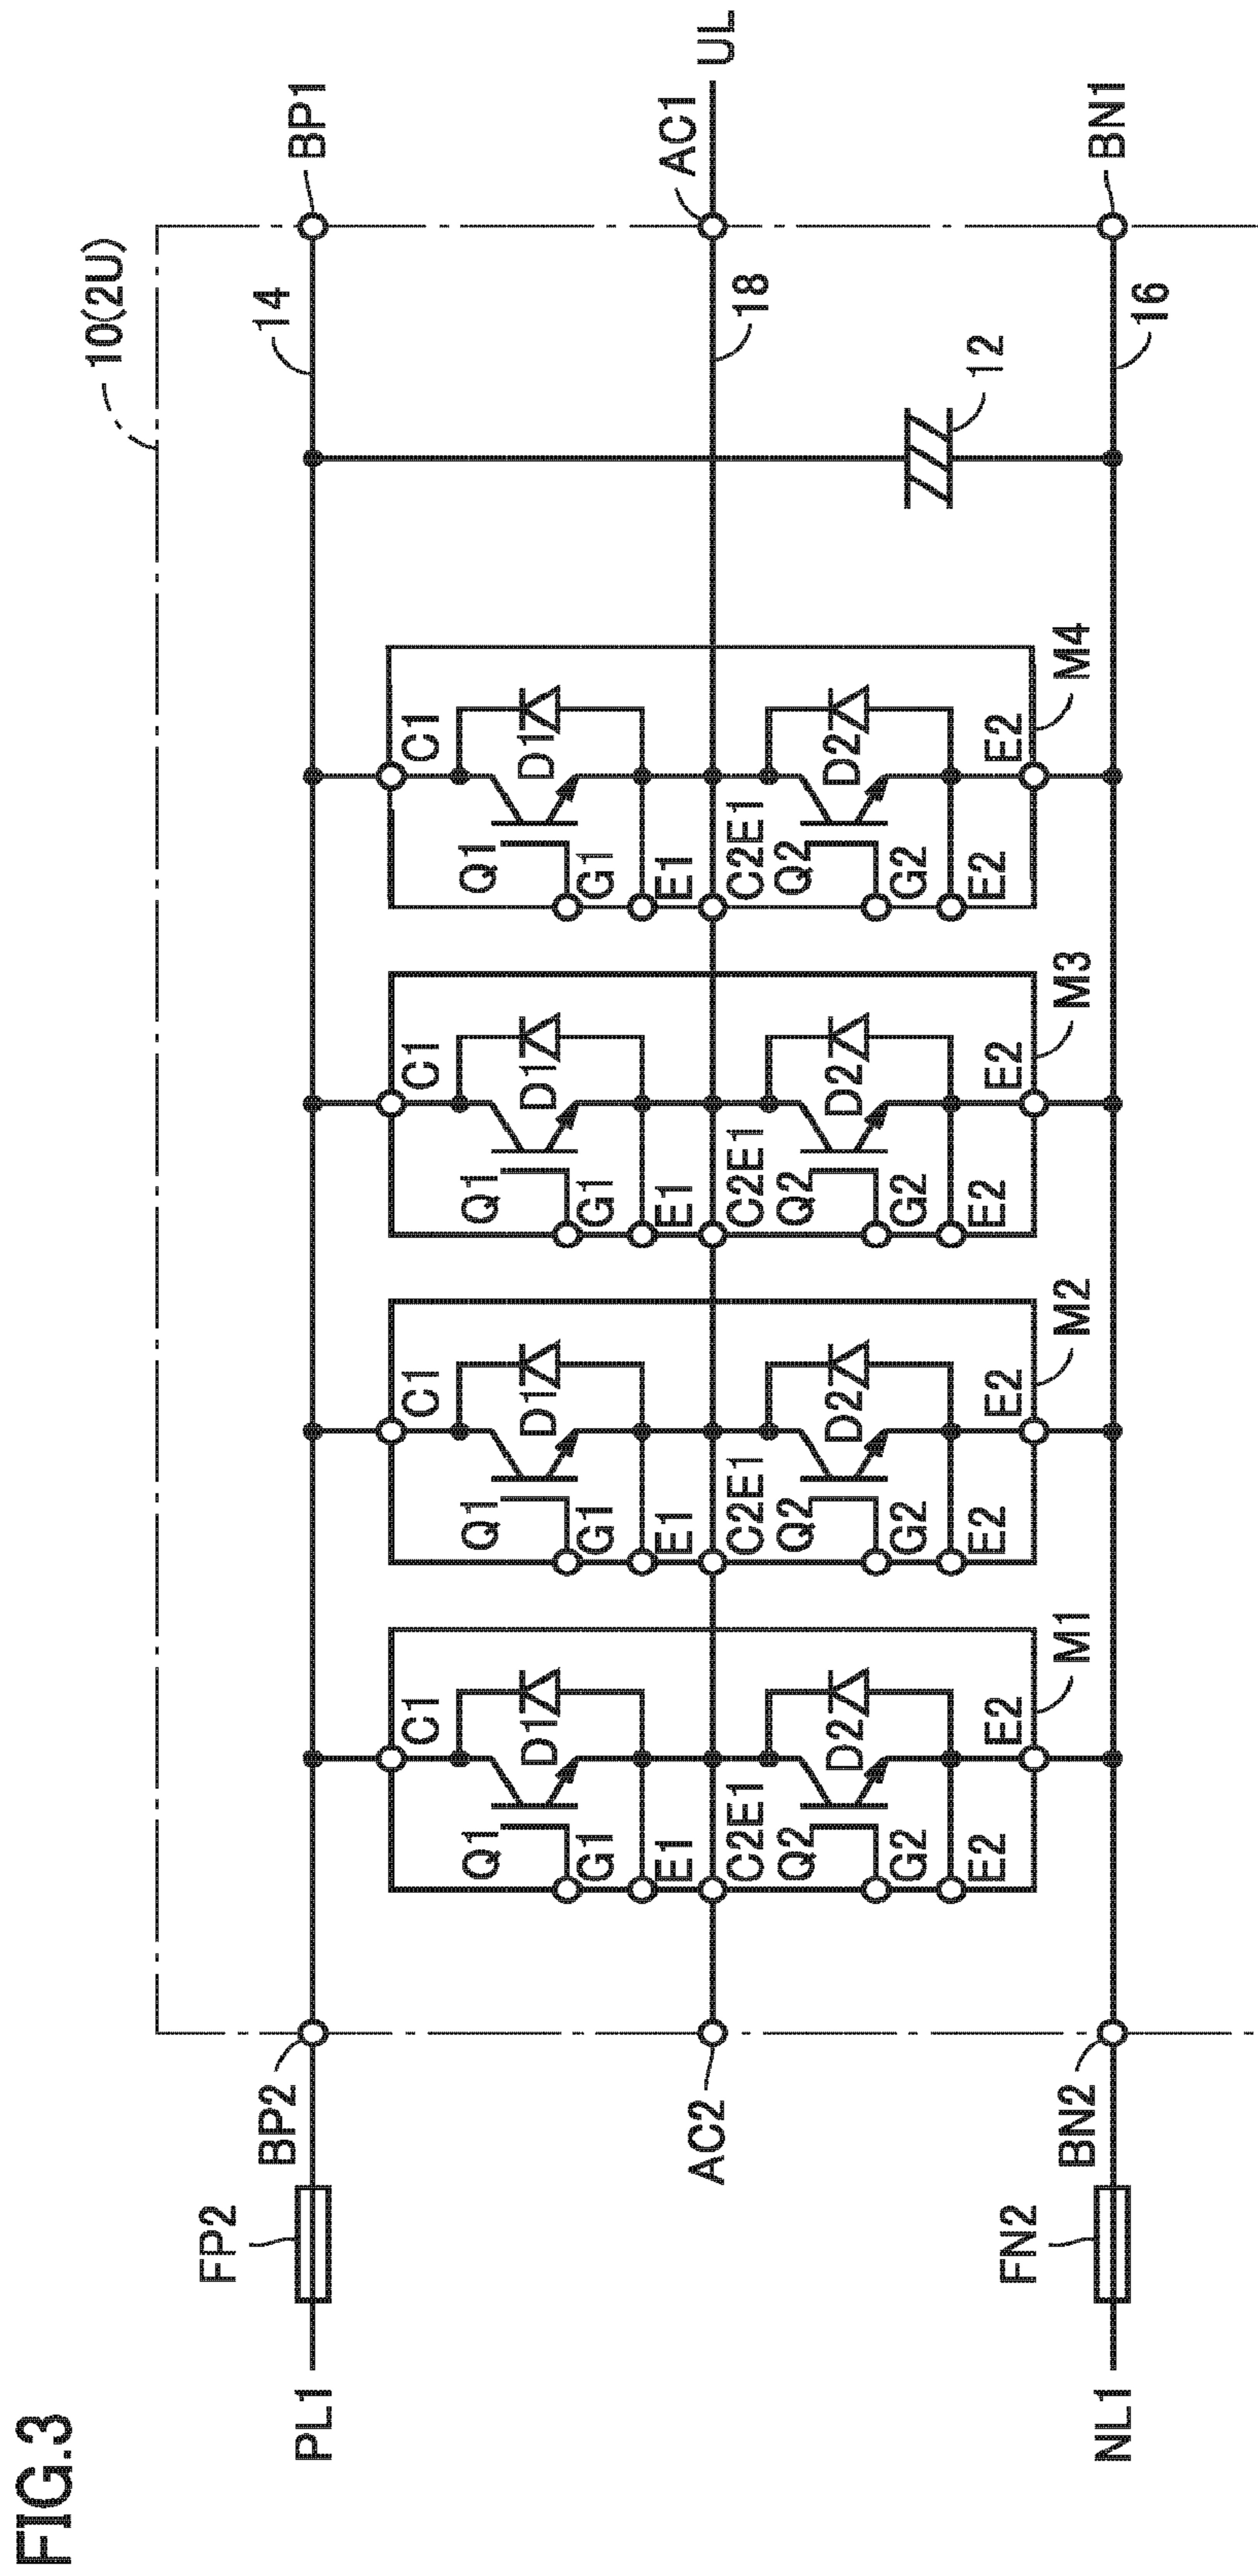 FIG.3
10(2U)
PL1
FP2
BP2
14
BP1
C1
C1
C1
C1
Q1
D1
Q1
D1
Q1
D1
Q1
D1
G1
G1
G1
G1
E1
E1
E1
E1
AC2
18
AC1
UL
C2E1
C2E1
C2E1
C2E1
Q2
D2
Q2
D2
Q2
D2
Q2
D2
G2
G2
G2
G2
12
E2
E2
E2
E2
E2
E2
E2
E2
M1
M2
M3
M4
NL1
FN2
BN2
16
BN1